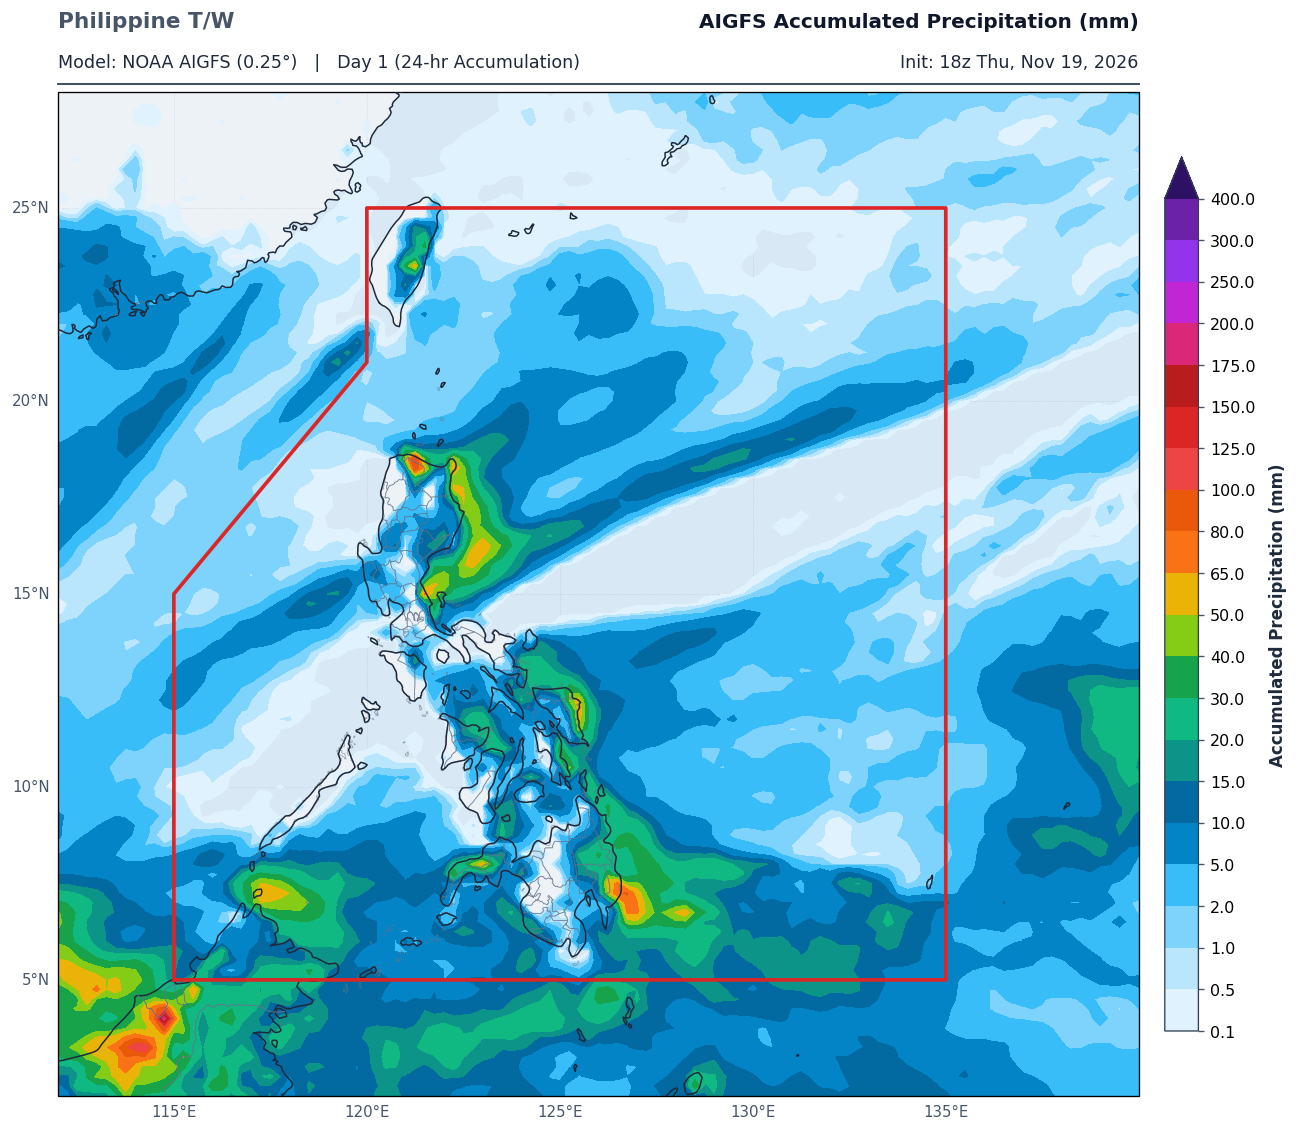 Philippine T/W
AIGFS Accumulated Precipitation (mm)
Model: NOAA AIGFS (0.25°)   |   Day 1 (24-hr Accumulation)
Init: 18z Thu, Nov 19, 2026
25°N
20°N
15°N
10°N
5°N
115°E
120°E
125°E
130°E
135°E
400.0
300.0
250.0
200.0
175.0
150.0
125.0
100.0
80.0
65.0
50.0
40.0
30.0
20.0
15.0
10.0
5.0
2.0
1.0
0.5
0.1
Accumulated Precipitation (mm)